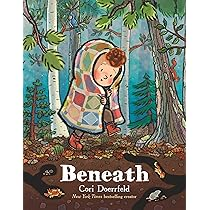 Beneath
Cori Doerrfeld
New York Times bestselling creator